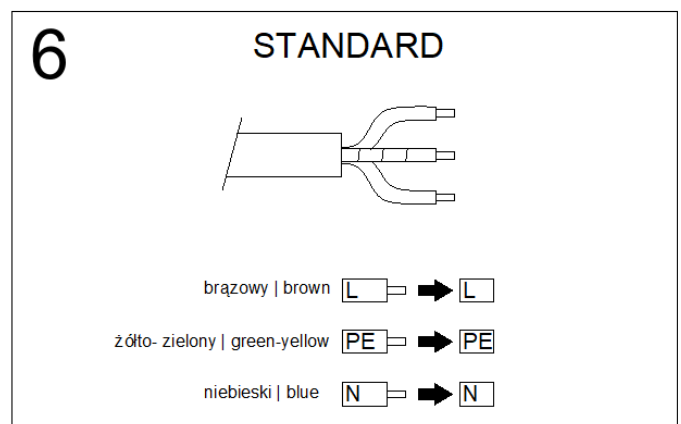 6
STANDARD
brązowy | brown L L
żółto- zielony | green-yellow PE PE
niebieski | blue N N